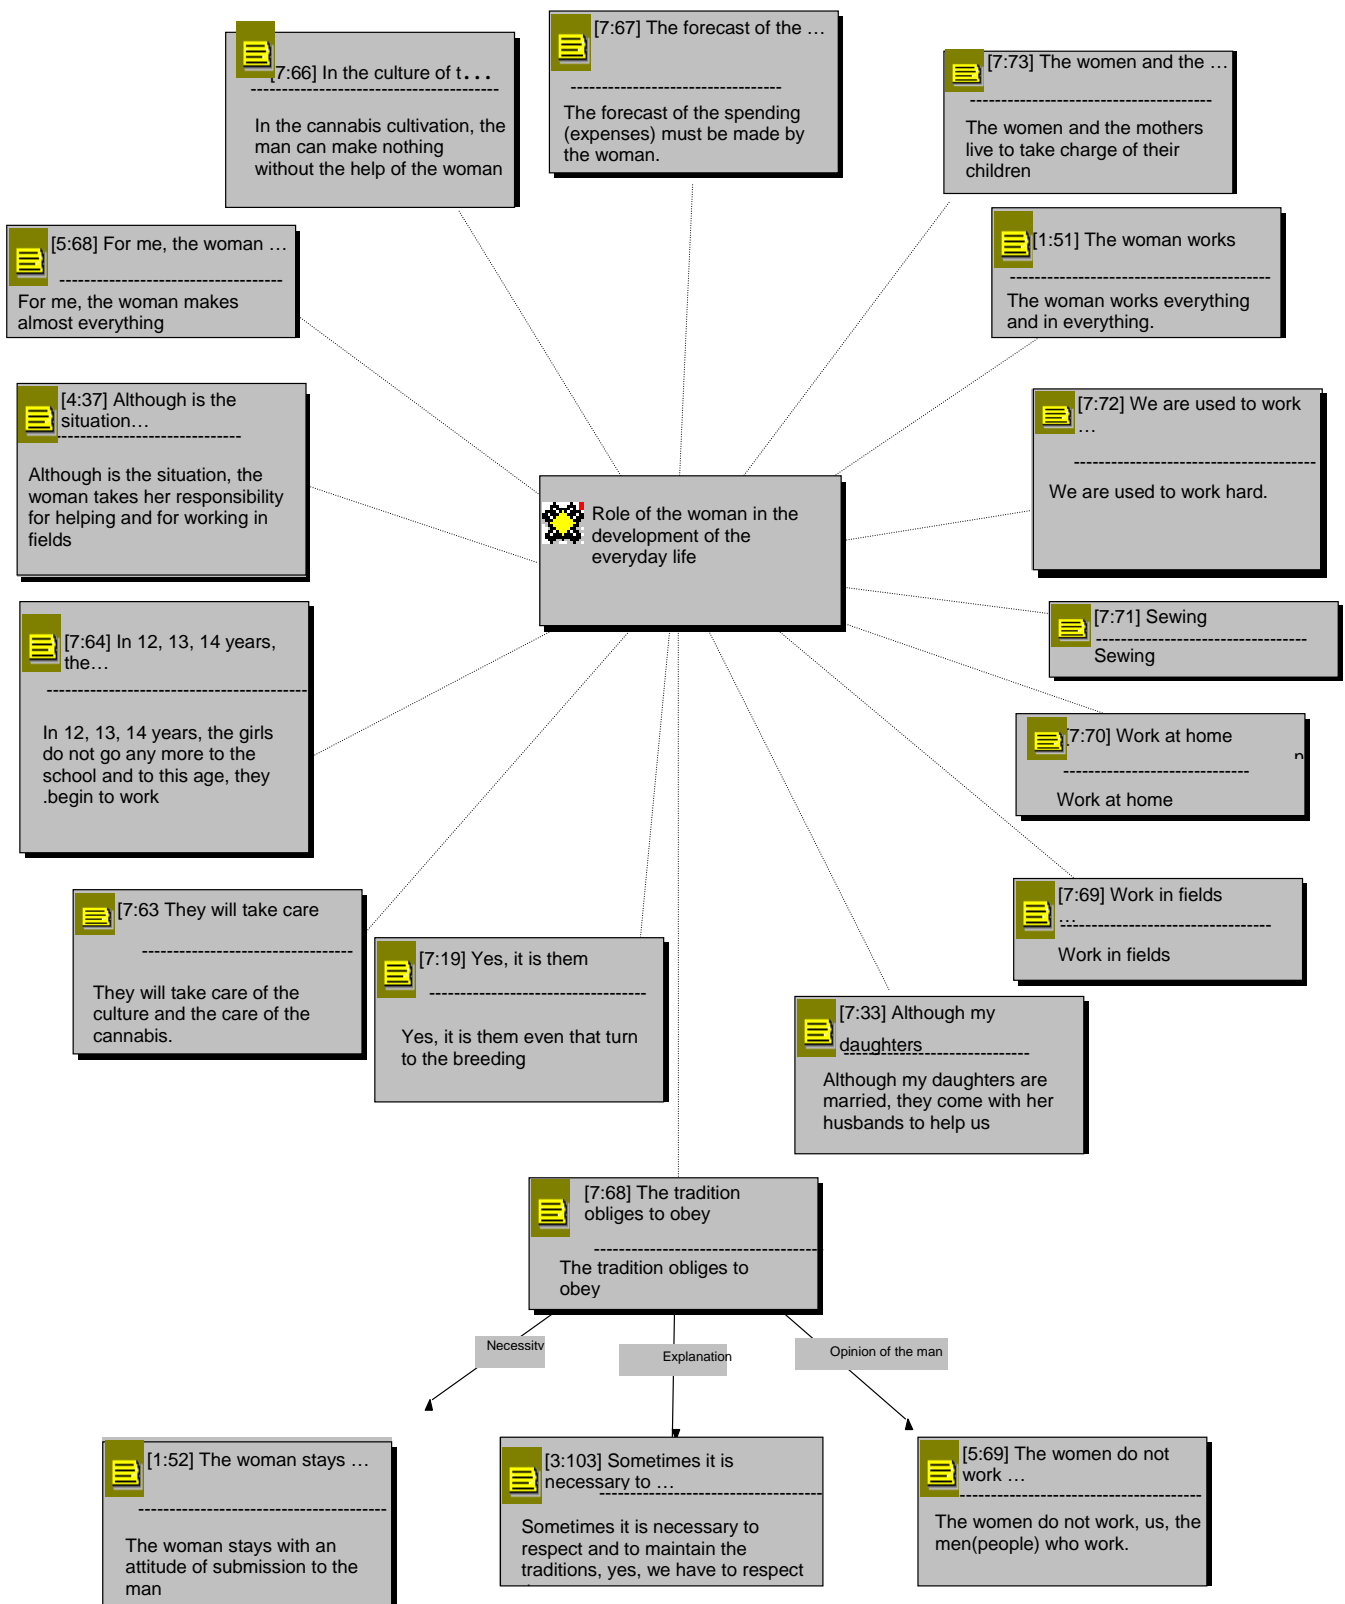 [7:67] The forecast of the …
------------------------------------
The forecast of the spending
(expenses) must be made by
the woman.
[7:66] In the culture of t...
------------------------------------------
In the cannabis cultivation, the
man can make nothing
without the help of the woman
[7:73] The women and the …
-----------------------------------------
The women and the mothers
live to take charge of their
children
[5:68] For me, the woman …
--------------------------------------
For me, the woman makes
almost everything
[1:51] The woman works
--------------------------------------------
The woman works everything
and in everything.
[4:37] Although is the
situation…
-------------------------------
Although is the situation, the
woman takes her responsibility
for helping and for working in
fields
[7:72] We are used to work
…
-----------------------------------------
We are used to work hard.
Role of the woman in the
development of the
everyday life
[7:64] In 12, 13, 14 years,
the…
--------------------------------------------
In 12, 13, 14 years, the girls
do not go any more to the
school and to this age, they
.begin to work
[7:71] Sewing
------------------------------------
Sewing
[7:70] Work at home
--------------------------------
Work at home
[7:69] Work in fields
…
------------------------------------
Work in fields
[7:63 They will take care
------------------------------------
They will take care of the
culture and the care of the
cannabis.
[7:19] Yes, it is them
-------------------------------------
Yes, it is them even that turn
to the breeding
[7:33] Although my
daughters
--------------------------------
Although my daughters are
married, they come with her
husbands to help us
[7:68] The tradition
obliges to obey
---------------------------------------
The tradition obliges to
obey
Necessity
Explanation
Opinion of the man
[1:52] The woman stays …
------------------------------------------
The woman stays with an
attitude of submission to the
man
[3:103] Sometimes it is
necessary to …
--------------------------------------
Sometimes it is necessary to
respect and to maintain the
traditions, yes, we have to respect
[5:69] The women do not
work …
-----------------------------------------
The women do not work, us, the
men(people) who work.